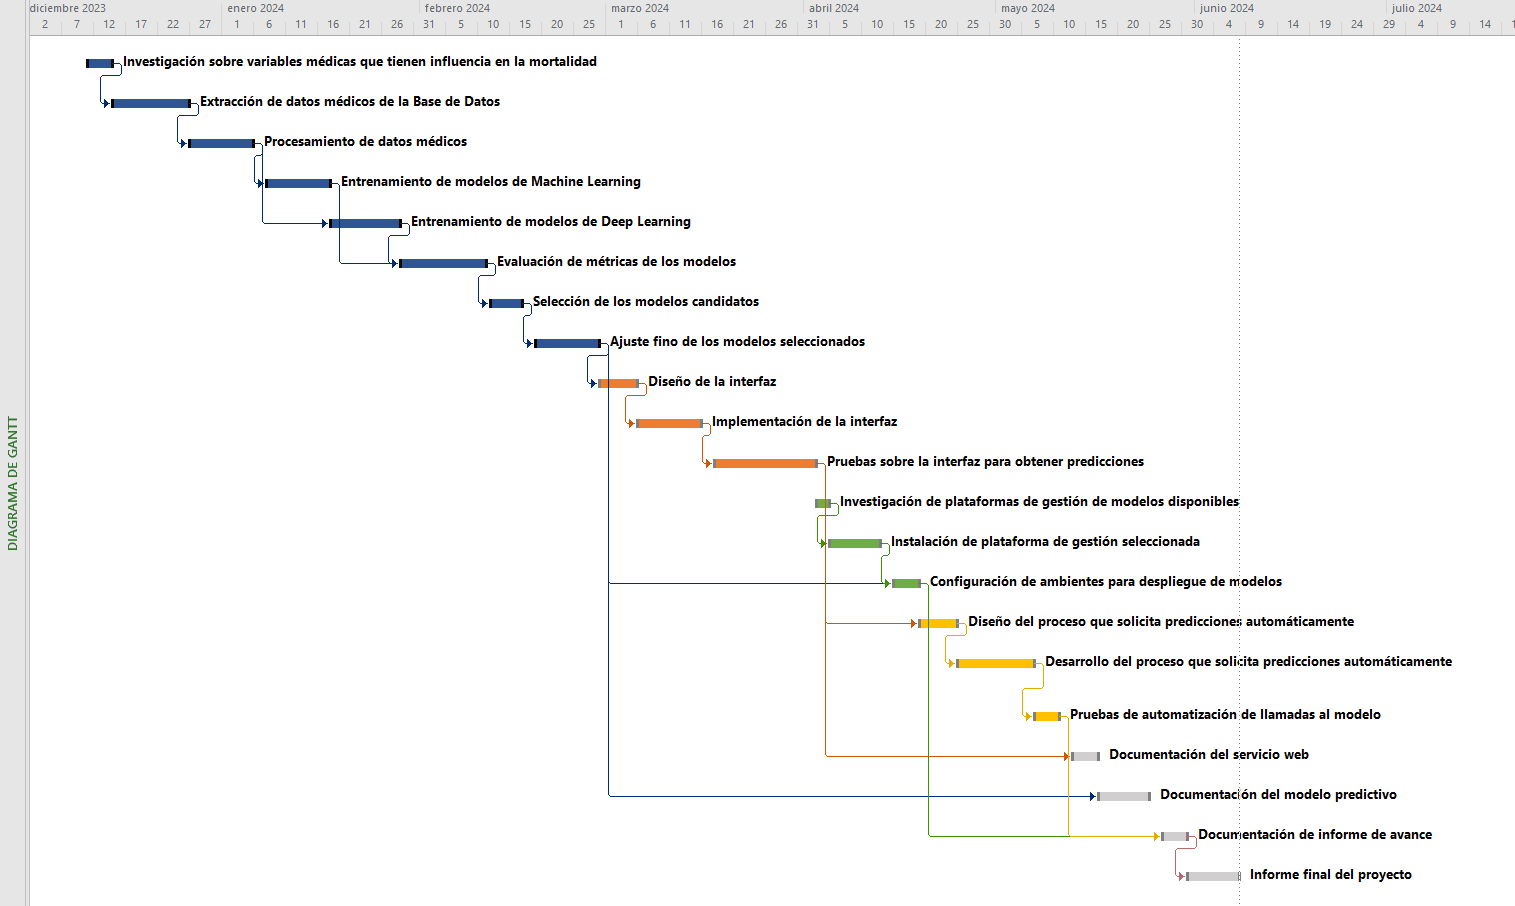 diciembre 2023 enero 2024 febrero 2024 marzo 2024 abril 2024 mayo 2024 junio 2024 julio 2024
2 7 12 17 22 27 1 6 11 16 21 26 31 5 10 15 20 25 1 6 11 16 21 26 31 5 10 15 20 25 30 5 10 15 20 25 30 4 9 14 19 24 29 4 9 14
Investigación sobre variables médicas que tienen influencia en la mortalidad
Extracción de datos médicos de la Base de Datos
Procesamiento de datos médicos
Entrenamiento de modelos de Machine Learning
Entrenamiento de modelos de Deep Learning
Evaluación de métricas de los modelos
Selección de los modelos candidatos
Ajuste fino de los modelos seleccionados
Diseño de la interfaz
Implementación de la interfaz
Pruebas sobre la interfaz para obtener predicciones
Investigación de plataformas de gestión de modelos disponibles
Instalación de plataforma de gestión seleccionada
Configuración de ambientes para despliegue de modelos
Diseño del proceso que solicita predicciones automáticamente
Desarrollo del proceso que solicita predicciones automáticamente
Pruebas de automatización de llamadas al modelo
Documentación del servicio web
Documentación del modelo predictivo
Documentación de informe de avance
Informe final del proyecto
DIAGRAMA DE GANTT